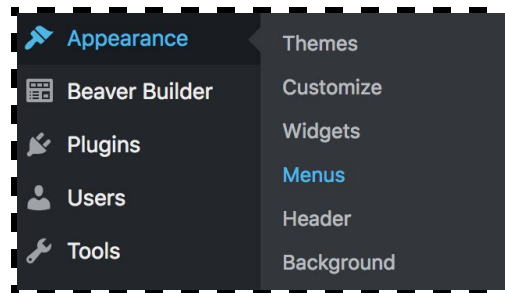 Appearance
Beaver Builder
Plugins
Users
Tools
Themes
Customize
Widgets
Menus
Header
Background